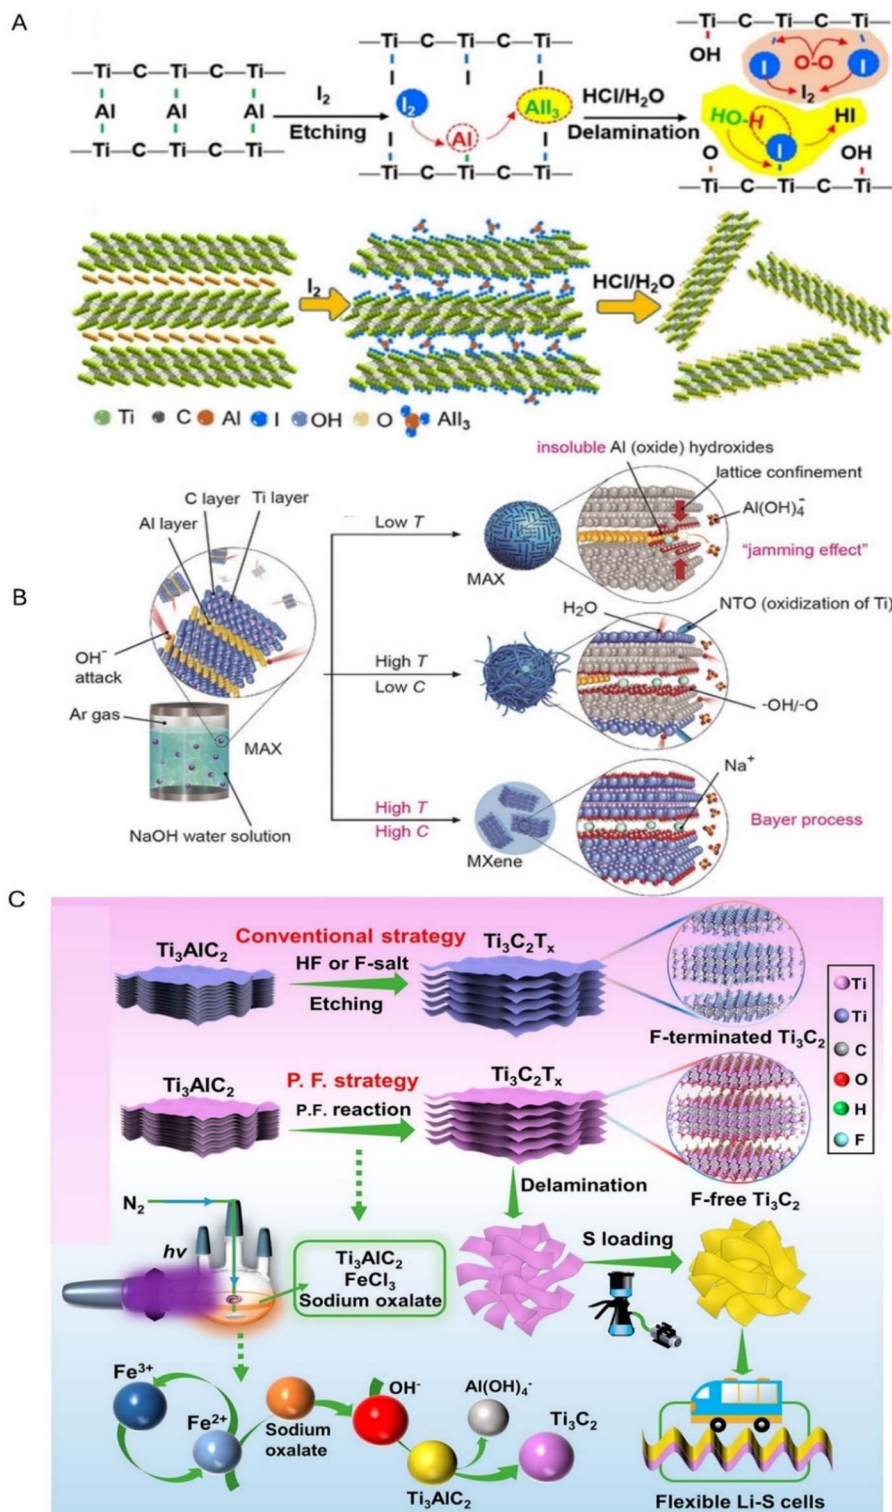 A
—Ti—C—Ti—C—Ti—
Al Al Al
—Ti—C—Ti—C—Ti—
I₂
Etching
—Ti—C—Ti—C—Ti—
I I I
I₂
Al
AlI₃
I I
—Ti—C—Ti—C—Ti—
HCl/H₂O
Delamination
—Ti—C—Ti—C—Ti—
OH
I O-O I
I₂
HO-H
HI
I
O OH
—Ti—C—Ti—C—Ti—
I₂
HCl/H₂O
Ti C Al I OH O AlI₃
B
C layer
Ti layer
Al layer
OH⁻
attack
Ar gas
MAX
NaOH water solution
Low T
MAX
insoluble Al (oxide) hydroxides
lattice confinement
Al(OH)₄⁻
"jamming effect"
High T
Low C
H₂O
NTO (oxidization of Ti)
-OH/-O
High T
High C
MXene
Na⁺
Bayer process
C
Ti₃AlC₂
Conventional strategy
HF or F-salt
Etching
Ti₃C₂Tₓ
F-terminated Ti₃C₂
Ti₃AlC₂
P. F. strategy
P.F. reaction
Ti₃C₂Tₓ
F-free Ti₃C₂
Ti
Ti
C
O
H
F
N₂
hv
Ti₃AlC₂
FeCl₃
Sodium oxalate
Delamination
S loading
Fe³⁺
Fe²⁺
Sodium
oxalate
OH⁻
Ti₃AlC₂
Al(OH)₄⁻
Ti₃C₂
Flexible Li-S cells